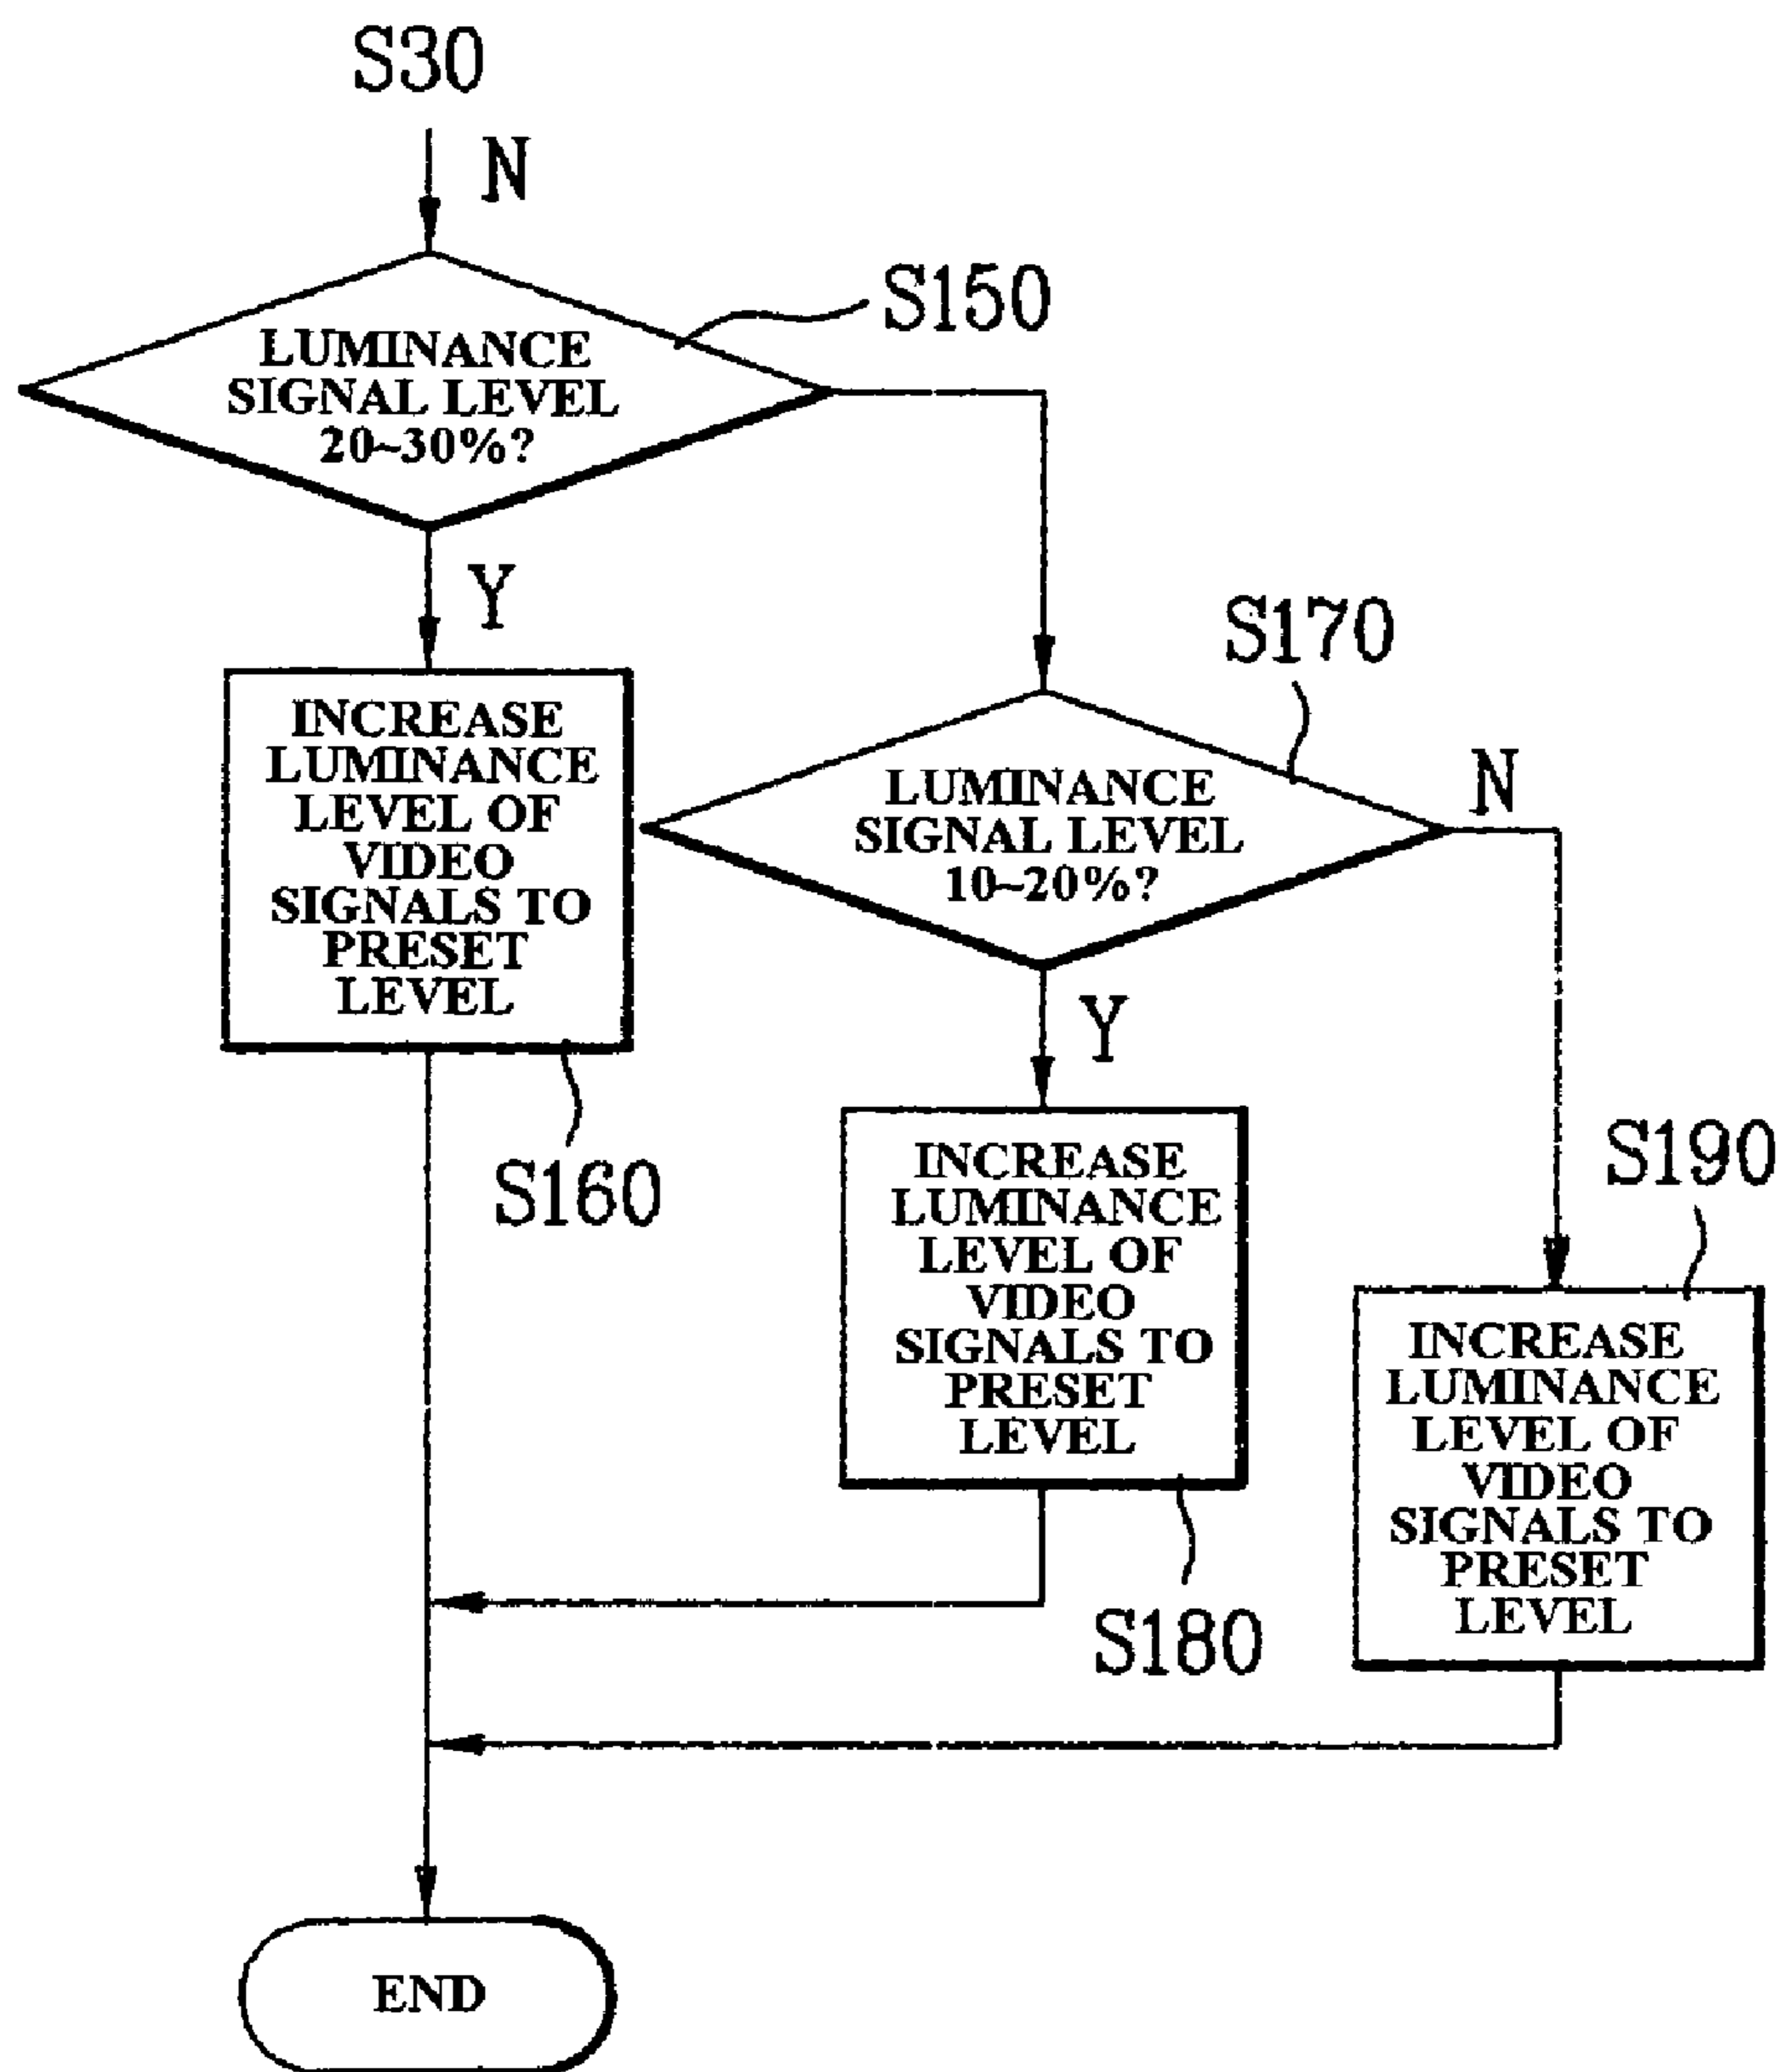 S30
N
S150
LUMINANCE
SIGNAL LEVEL
20~30%?
Y
S170
INCREASE
LUMINANCE
LEVEL OF
VIDEO
SIGNALS TO
PRESET
LEVEL
N
LUMINANCE
SIGNAL LEVEL
10~20%?
Y
S160
INCREASE
LUMINANCE
LEVEL OF
VIDEO
SIGNALS TO
PRESET
LEVEL
S190
S180
INCREASE
LUMINANCE
LEVEL OF
VIDEO
SIGNALS TO
PRESET
LEVEL
END